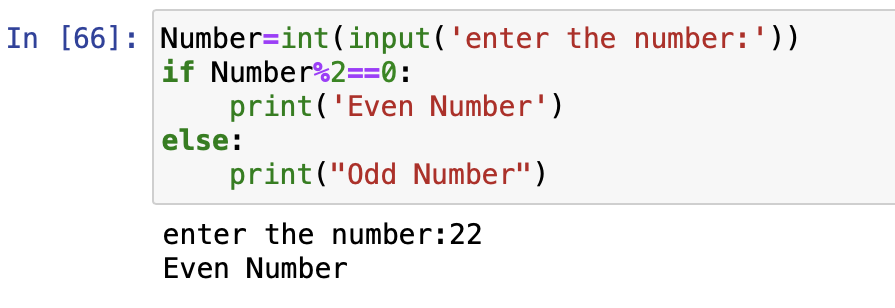 In [66]: Number=int(input('enter the number:'))
if Number%2==0:
    print('Even Number')
else:
    print("Odd Number")
enter the number:22
Even Number